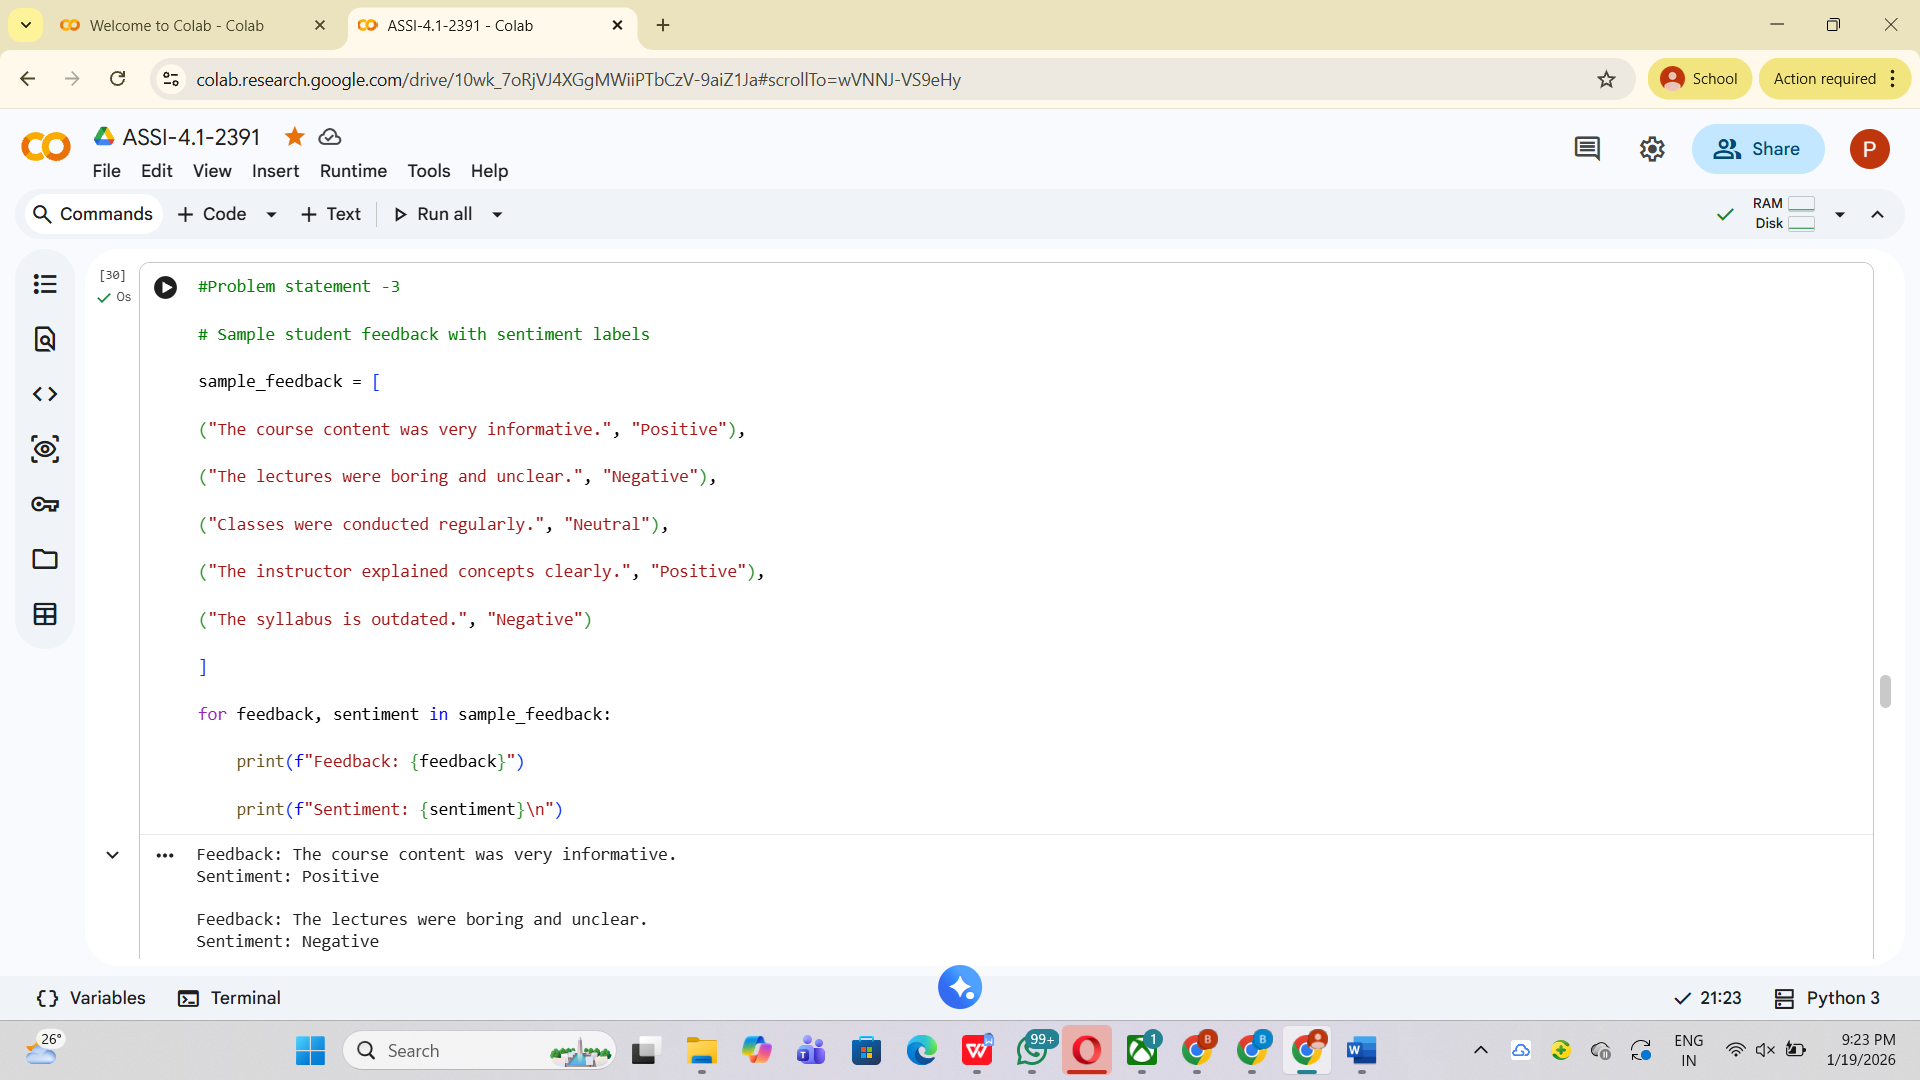 Welcome to Colab - Colab
ASSI-4.1-2391 - Colab
colab.research.google.com/drive/10wk_7oRjVJ4XGgMWiiPTbCzV-9aiZ1Ja#scrollTo=wVNNJ-VS9eHy
School
Action required
ASSI-4.1-2391
File Edit View Insert Runtime Tools Help
Share
P
Commands + Code + Text Run all
RAM
Disk
[30]
0s
#Problem statement -3
# Sample student feedback with sentiment labels
sample_feedback = [
("The course content was very informative.", "Positive"),
("The lectures were boring and unclear.", "Negative"),
("Classes were conducted regularly.", "Neutral"),
("The instructor explained concepts clearly.", "Positive"),
("The syllabus is outdated.", "Negative")
]
for feedback, sentiment in sample_feedback:
    print(f"Feedback: {feedback}")
    print(f"Sentiment: {sentiment}\n")
Feedback: The course content was very informative.
Sentiment: Positive
Feedback: The lectures were boring and unclear.
Sentiment: Negative
{} Variables
Terminal
21:23
Python 3
26°
Search
99+
1
B
B
ENG
IN
9:23 PM
1/19/2026